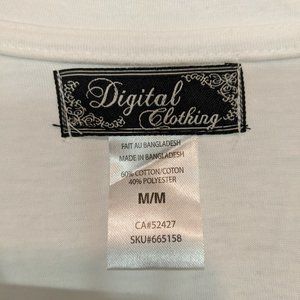 Digital
Clothing
FAIT AU BANGLADESH
MADE IN BANGLADESH
60% COTTON/COTON
40% POLYESTER
M/M
CA#52427
SKU#665158